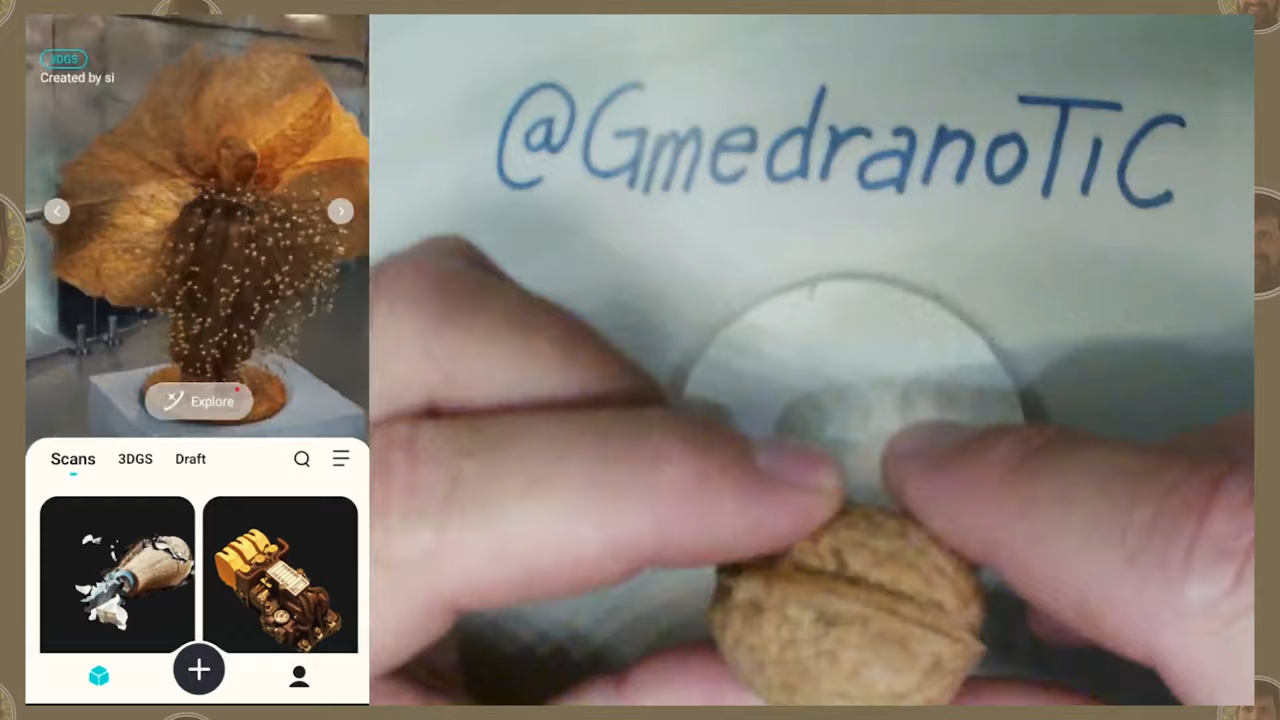 3DGS
Created by si
@GmedranoTIC
Explore
Scans 3DGS Draft